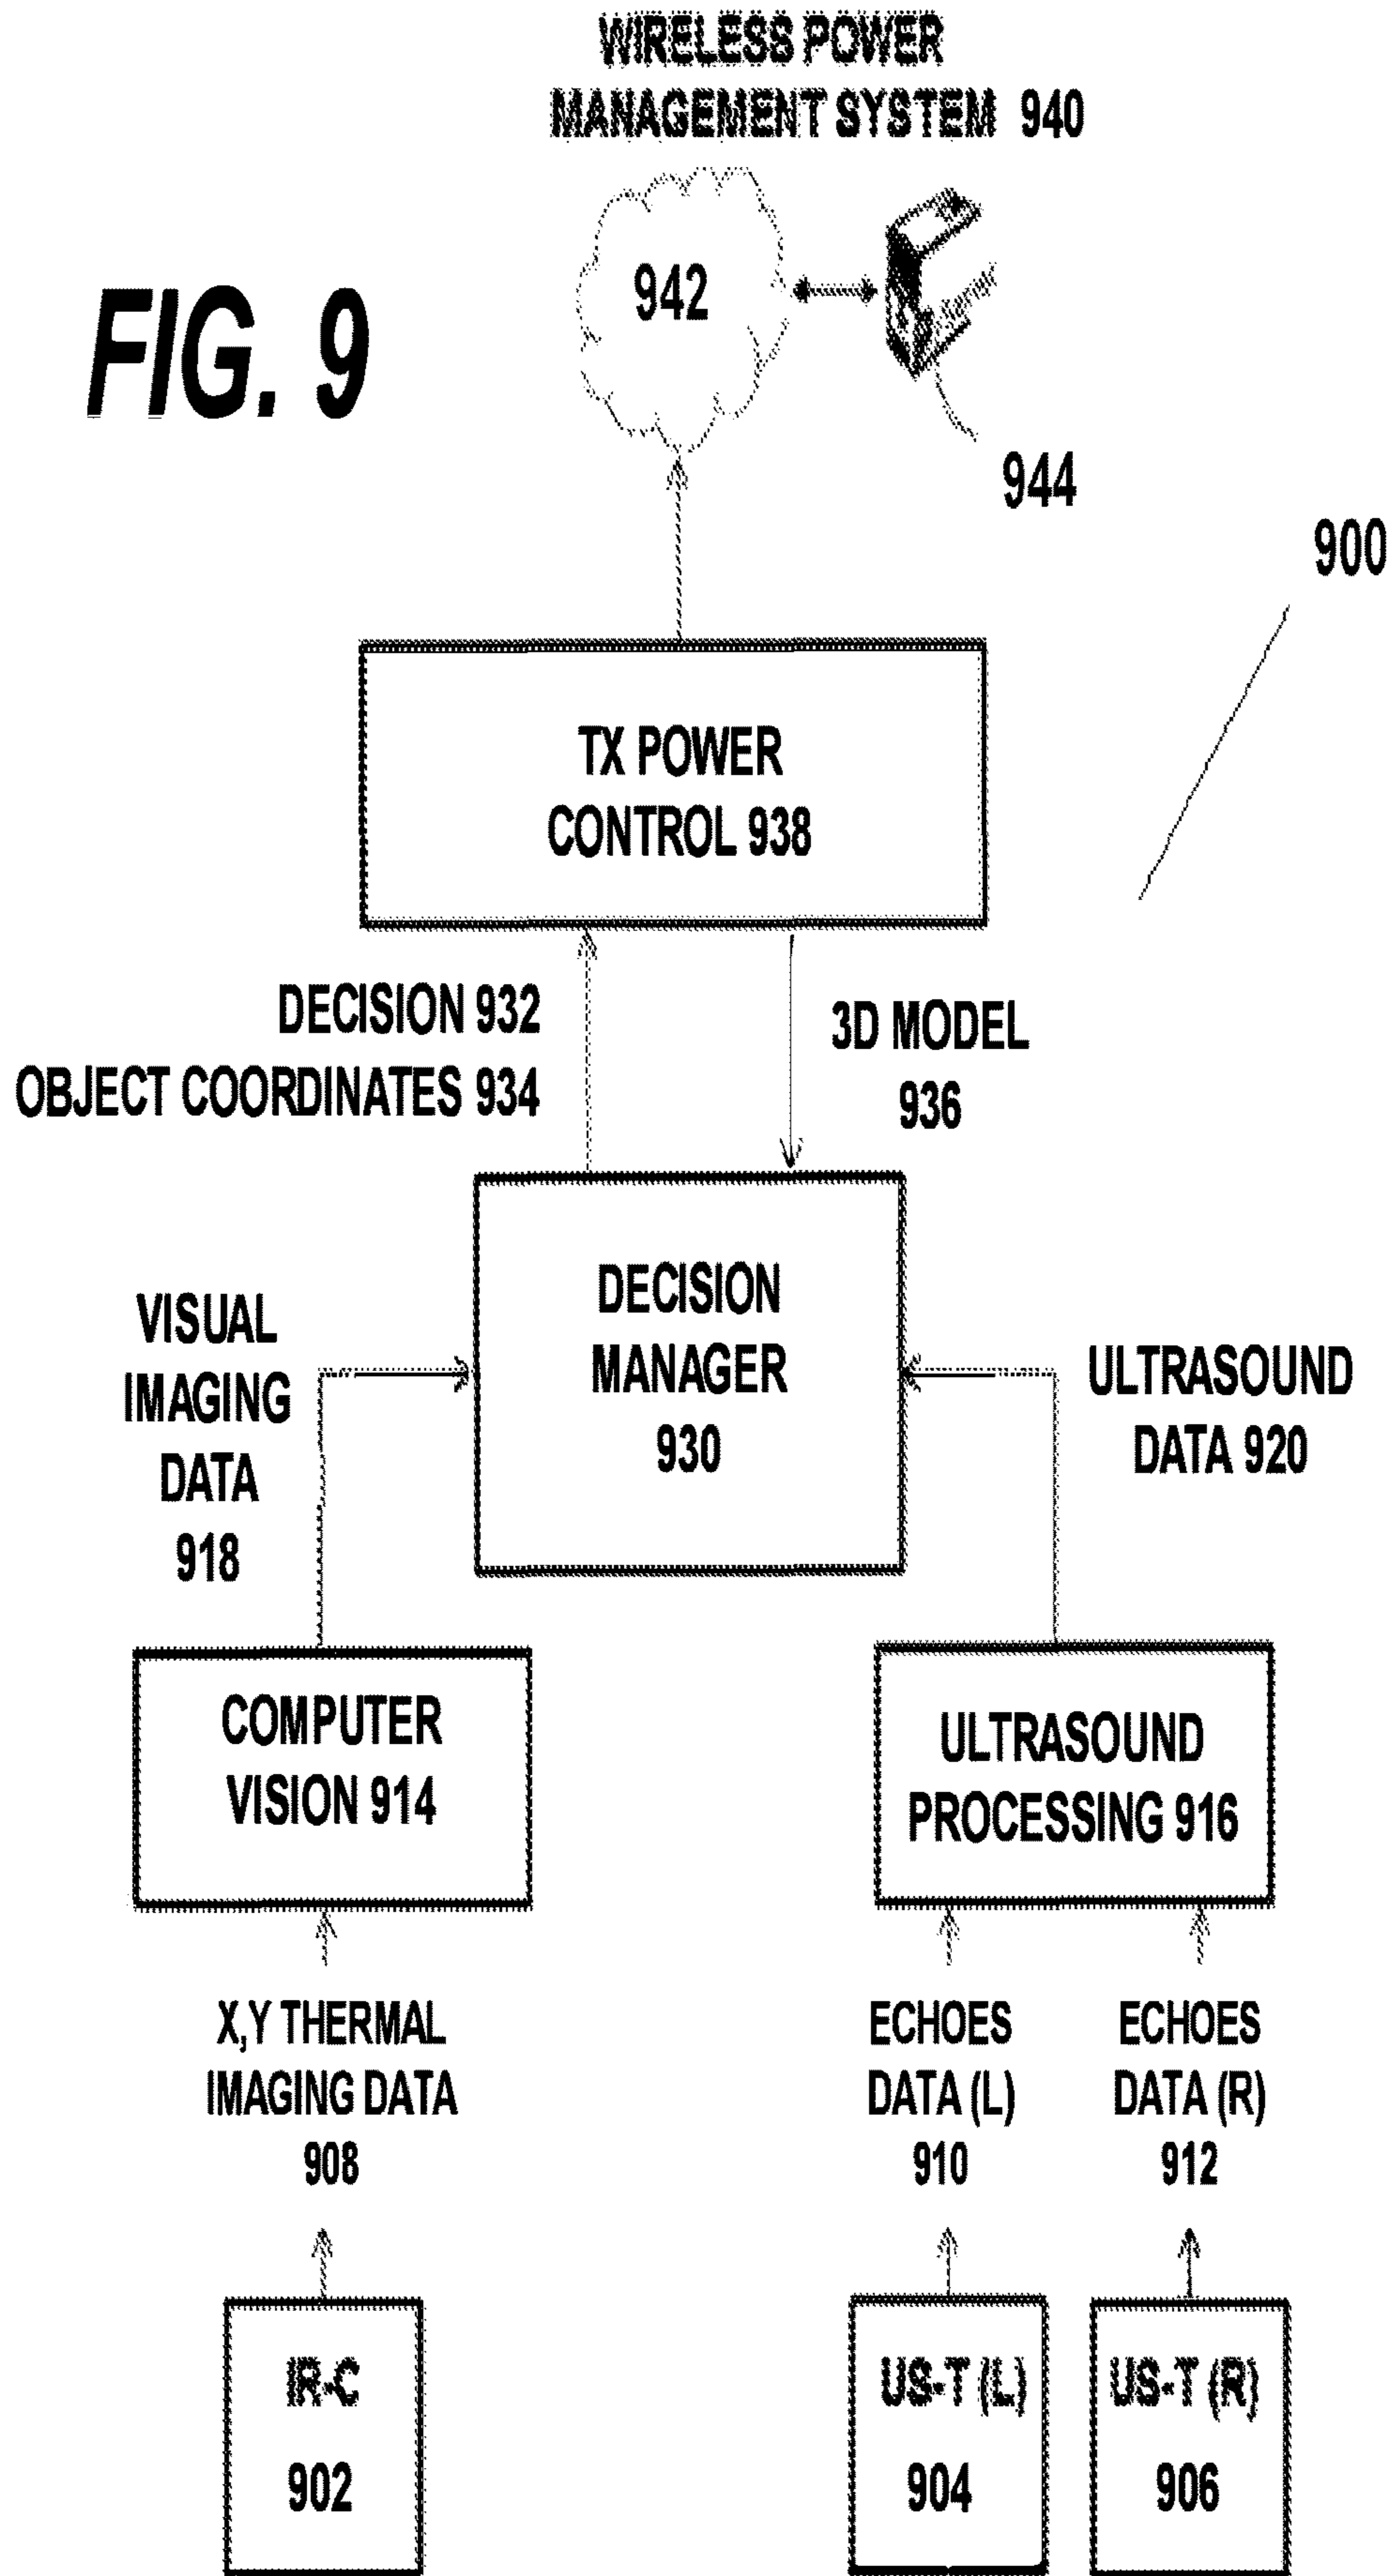 WIRELESS POWER
MANAGEMENT SYSTEM 940
FIG. 9
942
944
900
TX POWER
CONTROL 938
DECISION 932
OBJECT COORDINATES 934
3D MODEL
936
VISUAL
IMAGING
DATA
918
DECISION
MANAGER
930
ULTRASOUND
DATA 920
COMPUTER
VISION 914
ULTRASOUND
PROCESSING 916
X,Y THERMAL
IMAGING DATA
908
ECHOES
DATA (L)
910
ECHOES
DATA (R)
912
IR-C
902
US-T (L)
904
US-T (R)
906